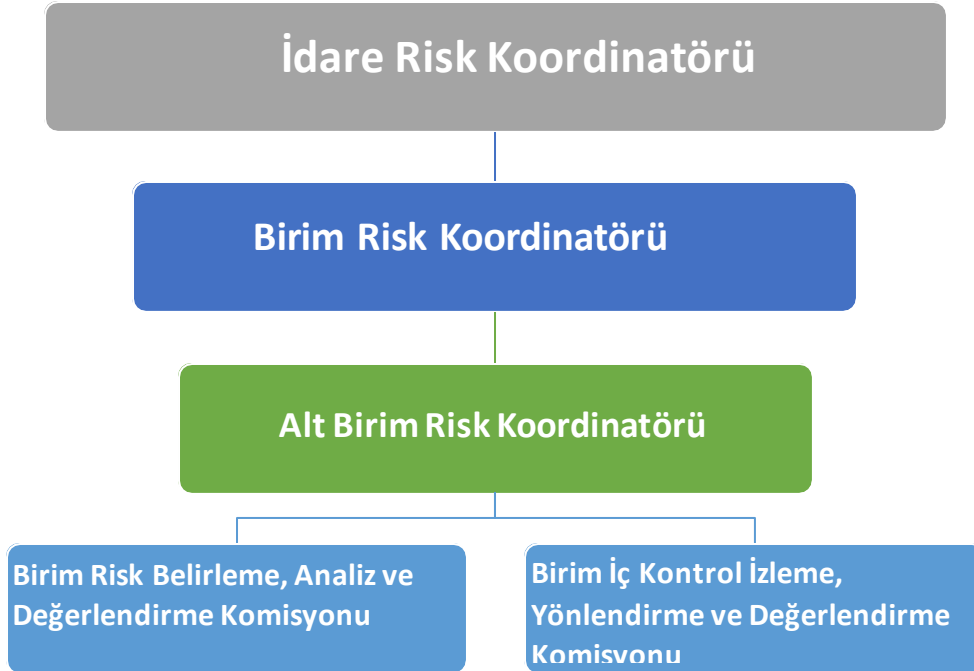 İdare Risk Koordinatörü
Birim Risk Koordinatörü
Alt Birim Risk Koordinatörü
Birim Risk Belirleme, Analiz ve
Değerlendirme Komisyonu
Birim İç Kontrol İzleme,
Yönlendirme ve Değerlendirme
Komisyonu